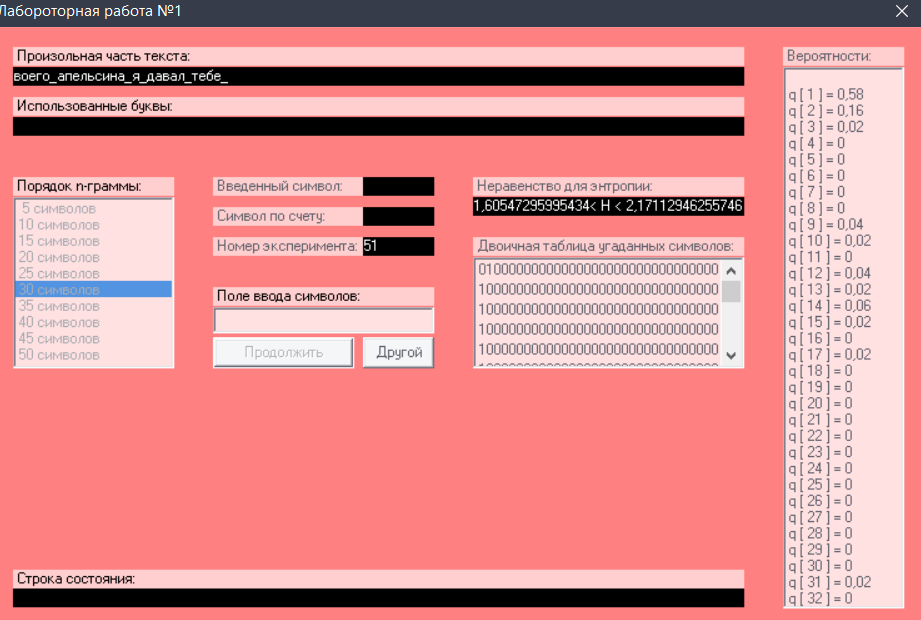 Лабороторная работа №1
Произольная часть текста:
воего_апельсина_я_давал_тебе_
Использованные буквы:
Порядок n-граммы:
5 символов
10 символов
15 символов
20 символов
25 символов
30 символов
35 символов
40 символов
45 символов
50 символов
Введенный символ:
Символ по счету:
Номер эксперимента: 51
Поле ввода символов:
Продолжить
Другой
Неравенство для энтропии:
1,60547295995434< H < 2,17112946255746
Двоичная таблица угаданных символов:
01000000000000000000000000000000
10000000000000000000000000000000
10000000000000000000000000000000
10000000000000000000000000000000
10000000000000000000000000000000
Вероятности:
q [ 1 ] = 0,58
q [ 2 ] = 0,16
q [ 3 ] = 0,02
q [ 4 ] = 0
q [ 5 ] = 0
q [ 6 ] = 0
q [ 7 ] = 0
q [ 8 ] = 0
q [ 9 ] = 0,04
q [ 10 ] = 0,02
q [ 11 ] = 0
q [ 12 ] = 0,04
q [ 13 ] = 0,02
q [ 14 ] = 0,06
q [ 15 ] = 0,02
q [ 16 ] = 0
q [ 17 ] = 0,02
q [ 18 ] = 0
q [ 19 ] = 0
q [ 20 ] = 0
q [ 21 ] = 0
q [ 22 ] = 0
q [ 23 ] = 0
q [ 24 ] = 0
q [ 25 ] = 0
q [ 26 ] = 0
q [ 27 ] = 0
q [ 28 ] = 0
q [ 29 ] = 0
q [ 30 ] = 0
q [ 31 ] = 0,02
q [ 32 ] = 0
Строка состояния: